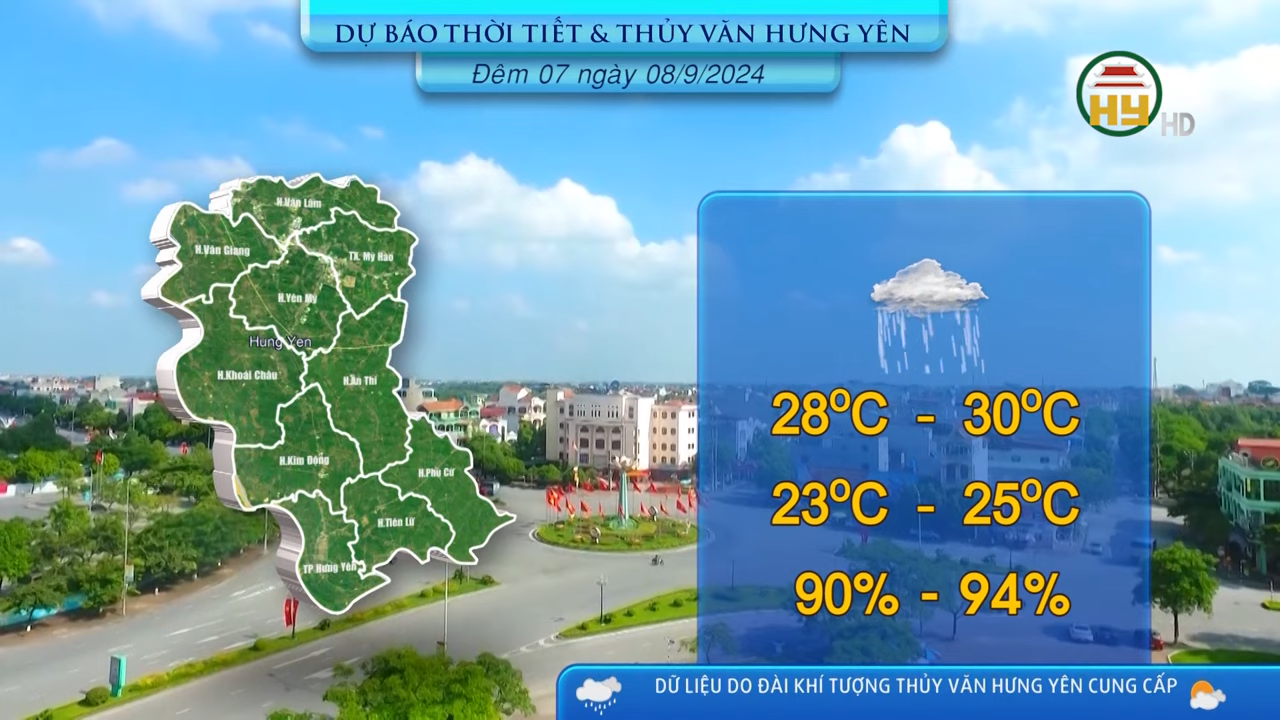 DỰ BÁO THỜI TIẾT & THỦY VĂN HƯNG YÊN
Đêm 07 ngày 08/9/2024
HY HD
H.Văn Lâm
H.Văn Giang
TX. Mỹ Hào
H.Yên Mỹ
Hung Yen
H.Khoái Châu
H.Ân Thi
H.Kim Động
H.Phù Cừ
H.Tiên Lữ
TP Hưng Yên
28ºC - 30ºC
23ºC - 25ºC
90% - 94%
DỮ LIỆU DO ĐÀI KHÍ TƯỢNG THỦY VĂN HƯNG YÊN CUNG CẤP